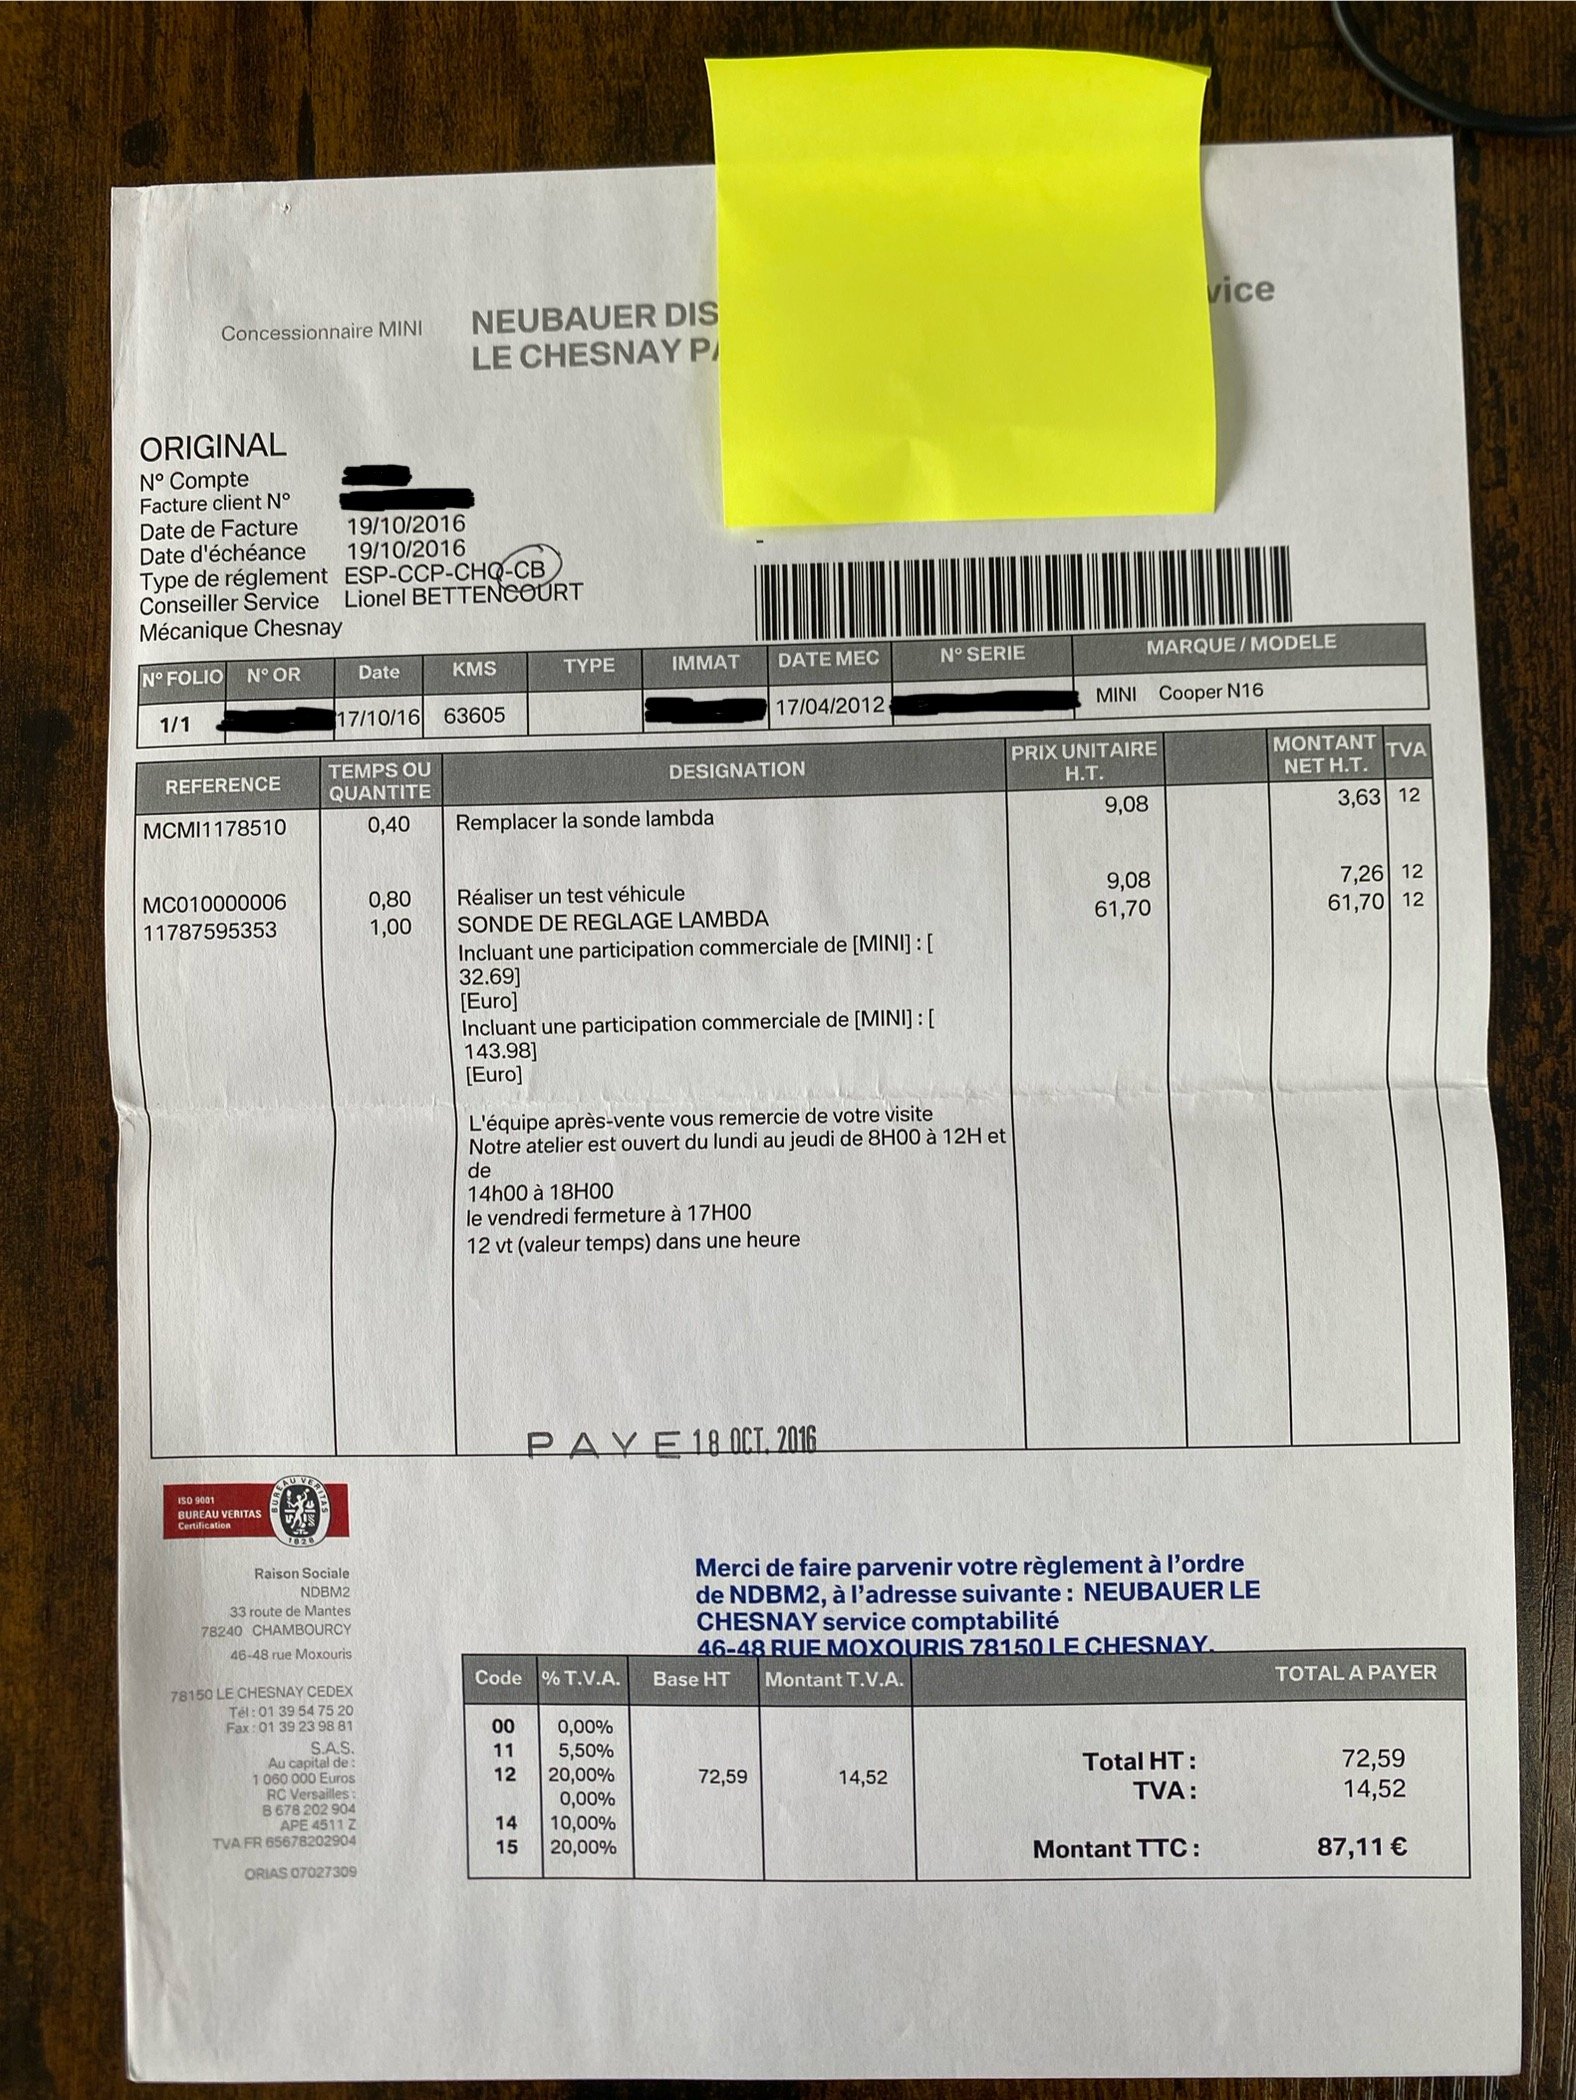 vice
Concessionnaire MINI
NEUBAUER DIS
LE CHESNAY
ORIGINAL
N° Compte
Facture client N°
Date de Facture 19/10/2016
Date d'échéance 19/10/2016
Type de réglement ESP-CCP-CHQ-CB
Conseiller Service Lionel BETTENCOURT
Mécanique Chesnay
N° FOLIO N° OR Date KMS TYPE IMMAT DATE MEC N° SERIE MARQUE / MODELE
1/1 17/10/16 63605 17/04/2012 MINI Cooper N16
REFERENCE TEMPS OU QUANTITE DESIGNATION PRIX UNITAIRE H.T. MONTANT NET H.T. TVA
MCMI1178510 0,40 Remplacer la sonde lambda 9,08 3,63 12
MC010000006 0,80 Réaliser un test véhicule 9,08 7,26 12
11787595353 1,00 SONDE DE REGLAGE LAMBDA 61,70 61,70 12
Incluant une participation commerciale de [MINI] : [
32.69]
[Euro]
Incluant une participation commerciale de [MINI] : [
143.98]
[Euro]
L'équipe après-vente vous remercie de votre visite
Notre atelier est ouvert du lundi au jeudi de 8H00 à 12H et
de
14h00 à 18H00
le vendredi fermeture à 17H00
12 vt (valeur temps) dans une heure
PAYE 18 OCT. 2016
ISO 9001
BUREAU VERITAS
Certification
BUREAU VERITAS
1828
Raison Sociale
NDBM2
33 route de Mantes
78240 CHAMBOURCY
46-48 rue Moxouris
78150 LE CHESNAY CEDEX
Tél : 01 39 54 75 20
Fax : 01 39 23 98 81
S.A.S.
Au capital de :
1 060 000 Euros
RC Versailles :
B 678 202 904
APE 4511 Z
TVA FR 65678202904
ORIAS 07027309
Merci de faire parvenir votre règlement à l'ordre
de NDBM2, à l'adresse suivante : NEUBAUER LE
CHESNAY service comptabilité
46-48 RUE MOXOURIS 78150 LE CHESNAY.
Code % T.V.A. Base HT Montant T.V.A. TOTAL A PAYER
00 0,00%
11 5,50%
12 20,00% 72,59 14,52
0,00%
14 10,00%
15 20,00%
Total HT : 72,59
TVA : 14,52
Montant TTC : 87,11 €